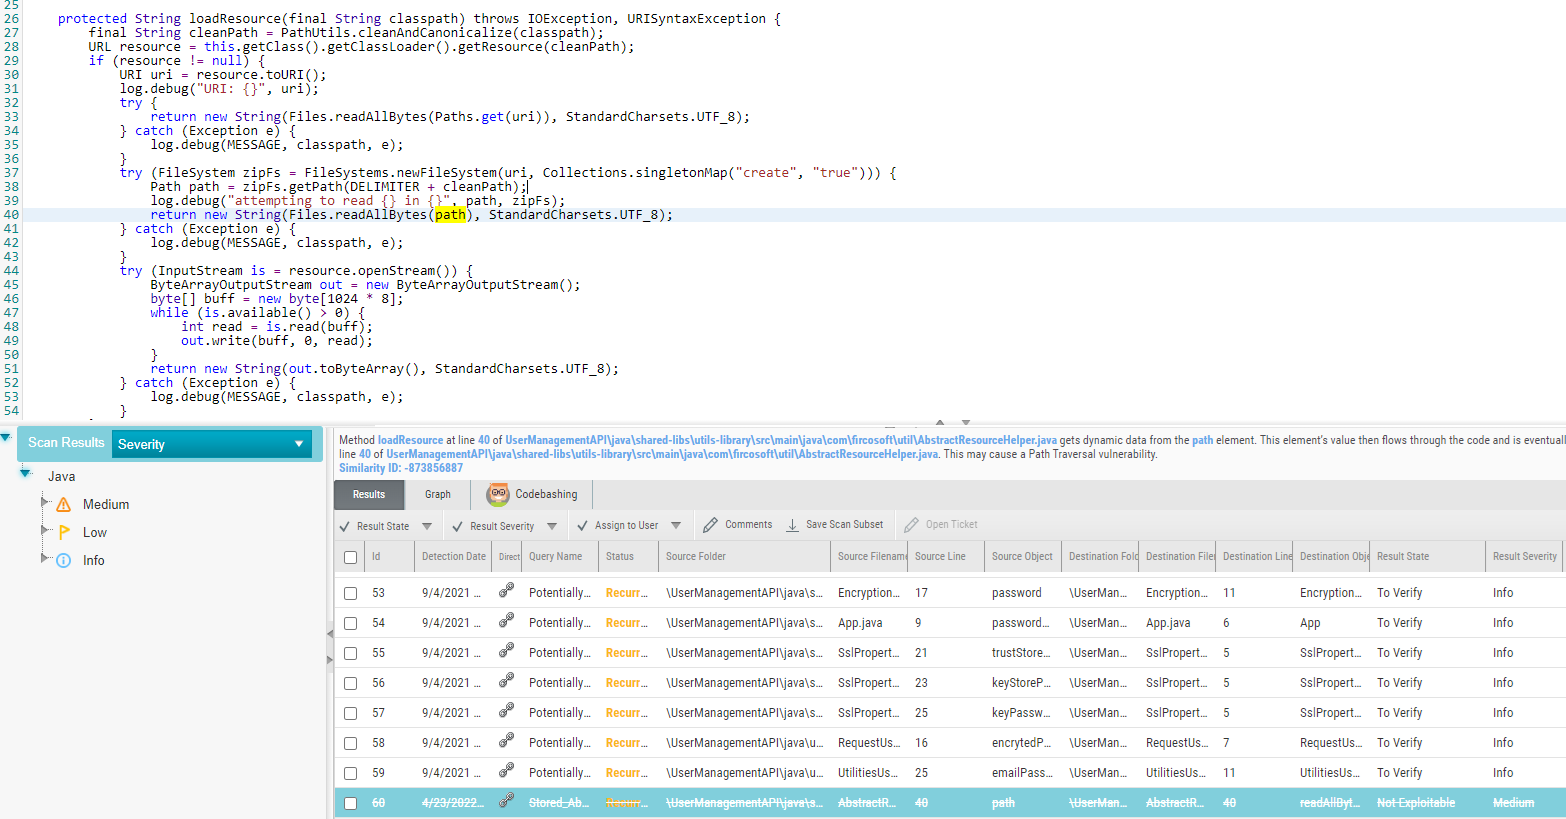 25
26 protected String loadResource(final String classpath) throws IOException, URISyntaxException {
27 final String cleanPath = PathUtils.cleanAndCanonicalize(classpath);
28 URL resource = this.getClass().getClassLoader().getResource(cleanPath);
29 if (resource != null) {
30 URI uri = resource.toURI();
31 log.debug("URI: {}", uri);
32 try {
33 return new String(Files.readAllBytes(Paths.get(uri)), StandardCharsets.UTF_8);
34 } catch (Exception e) {
35 log.debug(MESSAGE, classpath, e);
36 }
37 try (FileSystem zipFs = FileSystems.newFileSystem(uri, Collections.singletonMap("create", "true"))) {
38 Path path = zipFs.getPath(DELIMITER + cleanPath);
39 log.debug("attempting to read {} in {}", path, zipFs);
40 return new String(Files.readAllBytes(path), StandardCharsets.UTF_8);
41 } catch (Exception e) {
42 log.debug(MESSAGE, classpath, e);
43 }
44 try (InputStream is = resource.openStream()) {
45 ByteArrayOutputStream out = new ByteArrayOutputStream();
46 byte[] buff = new byte[1024 * 8];
47 while (is.available() > 0) {
48 int read = is.read(buff);
49 out.write(buff, 0, read);
50 }
51 return new String(out.toByteArray(), StandardCharsets.UTF_8);
52 } catch (Exception e) {
53 log.debug(MESSAGE, classpath, e);
54 }
Scan Results Severity
Java
Medium
Low
Info
Method loadResource at line 40 of UserManagementAPI\java\shared-libs\utils-library\src\main\java\com\fircosoft\util\AbstractResourceHelper.java gets dynamic data from the path element. This element's value then flows through the code and is eventuall
line 40 of UserManagementAPI\java\shared-libs\utils-library\src\main\java\com\fircosoft\util\AbstractResourceHelper.java. This may cause a Path Traversal vulnerability.
Similarity ID: -873856887
Results Graph Codebashing
Result State Result Severity Assign to User Comments Save Scan Subset Open Ticket
Id Detection Date Direct Query Name Status Source Folder Source Filenam Source Line Source Object Destination Fold Destination Filer Destination Line Destination Obje Result State Result Severity
53 9/4/2021 ... Potentially... Recurr... \UserManagementAPI\java\s... Encryption... 17 password \UserMan... Encryption... 11 Encryption... To Verify Info
54 9/4/2021 ... Potentially... Recurr... \UserManagementAPI\java\s... App.java 9 password... \UserMan... App.java 6 App To Verify Info
55 9/4/2021 ... Potentially... Recurr... \UserManagementAPI\java\s... SslPropert... 21 trustStore... \UserMan... SslPropert... 5 SslPropert... To Verify Info
56 9/4/2021 ... Potentially... Recurr... \UserManagementAPI\java\s... SslPropert... 23 keyStoreP... \UserMan... SslPropert... 5 SslPropert... To Verify Info
57 9/4/2021 ... Potentially... Recurr... \UserManagementAPI\java\s... SslPropert... 25 keyPassw... \UserMan... SslPropert... 5 SslPropert... To Verify Info
58 9/4/2021 ... Potentially... Recurr... \UserManagementAPI\java\u... RequestUs... 16 encrytedP... \UserMan... RequestUs... 7 RequestUs... To Verify Info
59 9/4/2021 ... Potentially... Recurr... \UserManagementAPI\java\u... UtilitiesUs... 25 emailPass... \UserMan... UtilitiesUs... 11 UtilitiesUs... To Verify Info
60 4/23/2022... Stored_Ab... Recurr... \UserManagementAPI\java\s... AbstractR... 40 path \UserMan... AbstractR... 40 readAllByt... Not Exploitable Medium